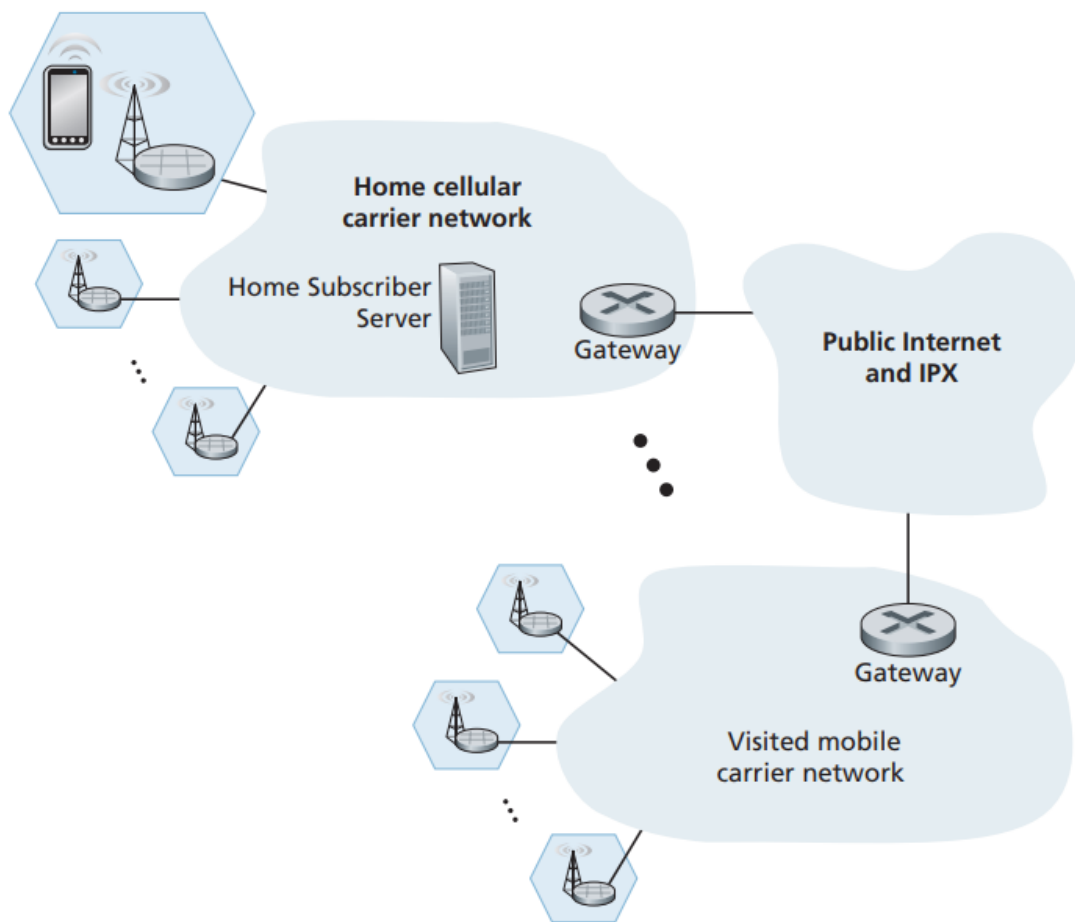 Home cellular
carrier network
Home Subscriber
Server
Gateway
Public Internet
and IPX
Gateway
Visited mobile
carrier network